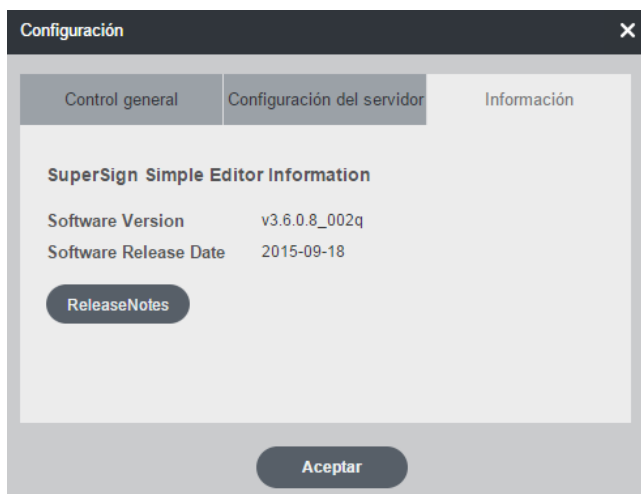 Configuración
Control general
Configuración del servidor
Información
SuperSign Simple Editor Information
Software Version v3.6.0.8_002q
Software Release Date 2015-09-18
ReleaseNotes
Aceptar